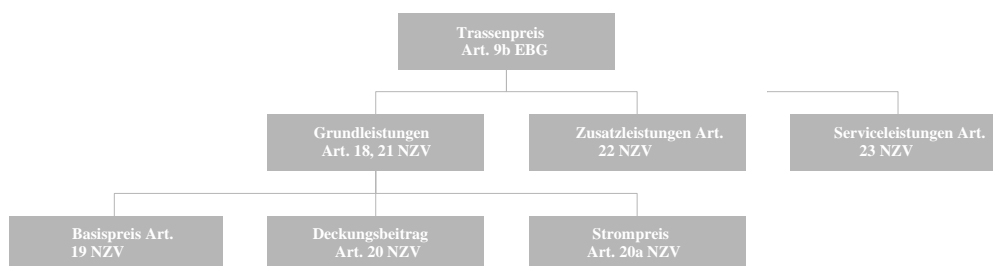 Trassenpreis
Art. 9b EBG
Grundleistungen
Art. 18, 21 NZV
Zusatzleistungen Art.
22 NZV
Serviceleistungen Art.
23 NZV
Basispreis Art.
19 NZV
Deckungsbeitrag
Art. 20 NZV
Strompreis
Art. 20a NZV